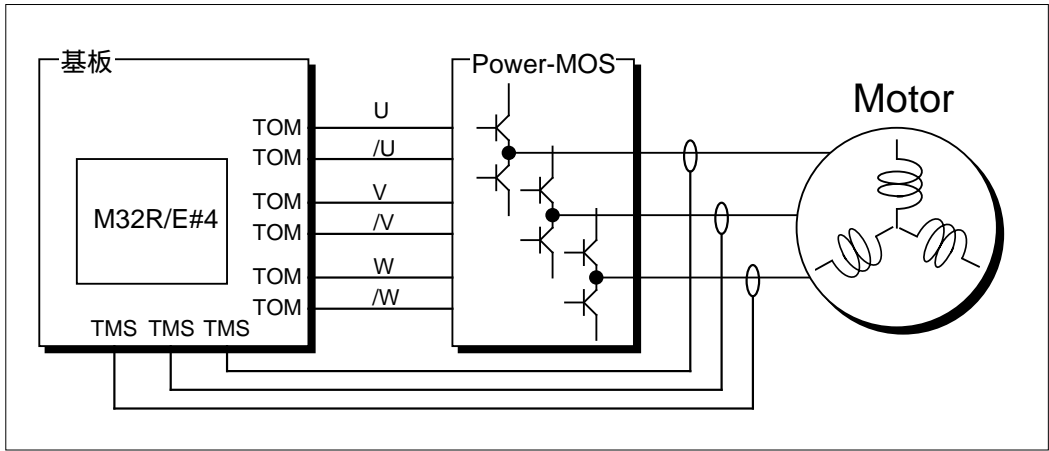 基板
Power-MOS
Motor
M32R/E#4
TOM U
TOM /U
TOM V
TOM /V
TOM W
TOM /W
TMS TMS TMS